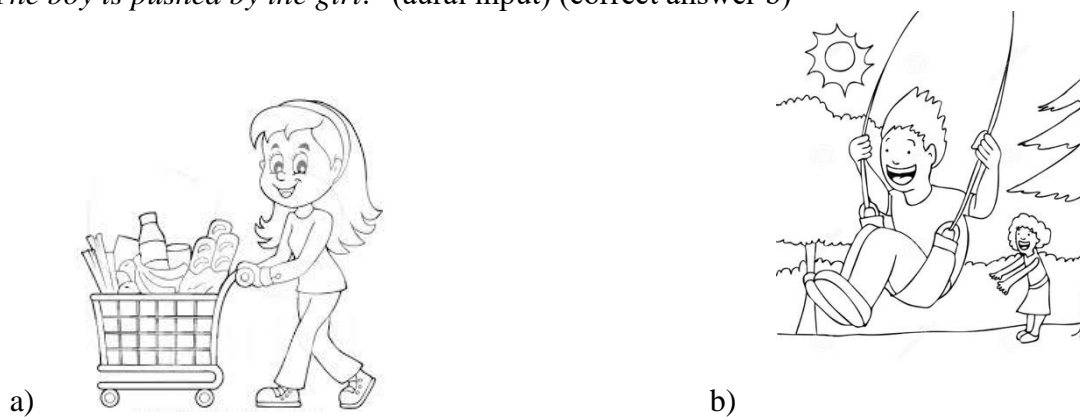 The boy is pushed by the girl.” (aural input) (correct answer b)
a) b)